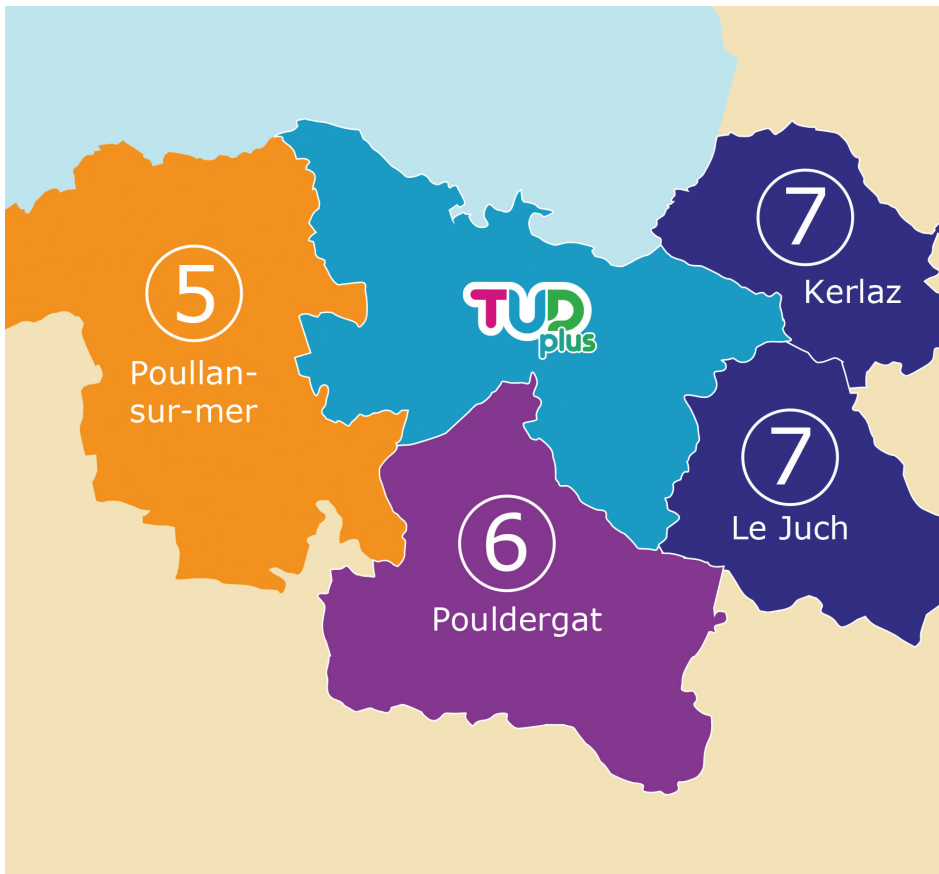 7
Kerlaz
5
Poullan-
sur-mer
TUD
plus
7
Le Juch
6
Pouldergat